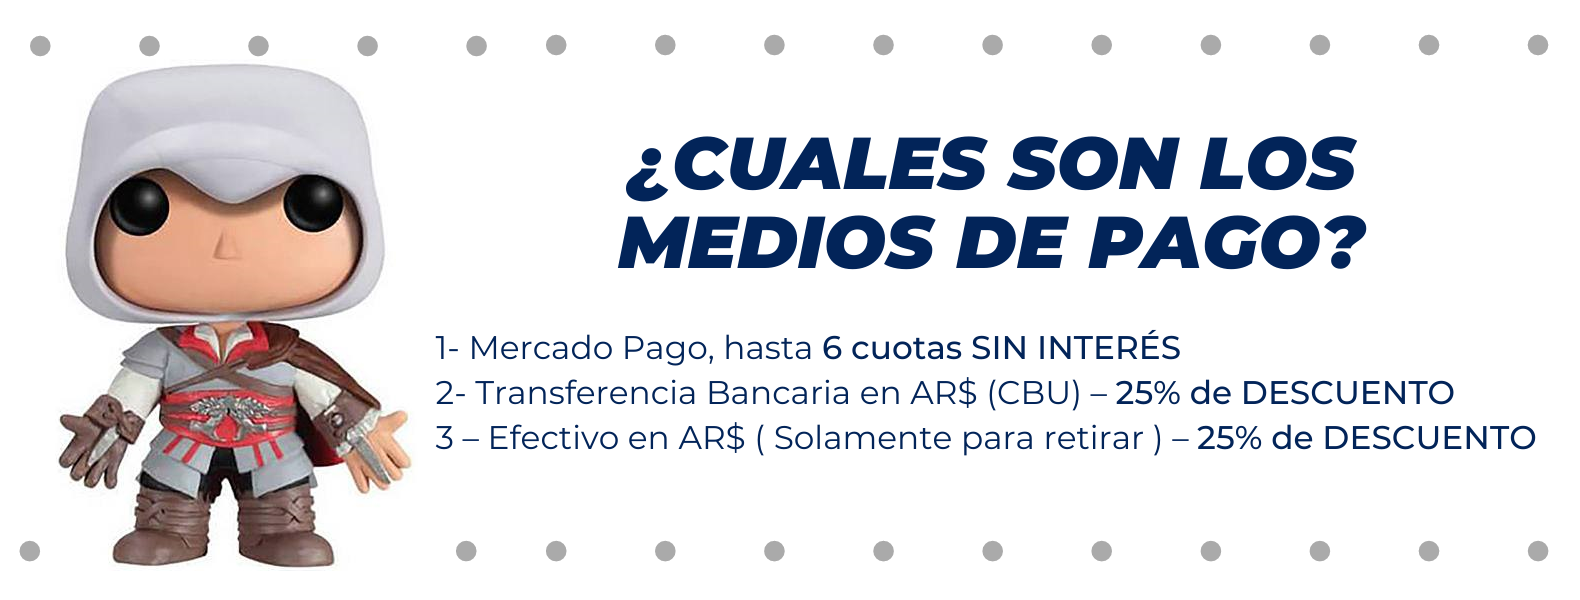 ¿CUALES SON LOS
MEDIOS DE PAGO?
1- Mercado Pago, hasta 6 cuotas SIN INTERÉS
2- Transferencia Bancaria en AR$ (CBU) – 25% de DESCUENTO
3 – Efectivo en AR$ ( Solamente para retirar ) – 25% de DESCUENTO